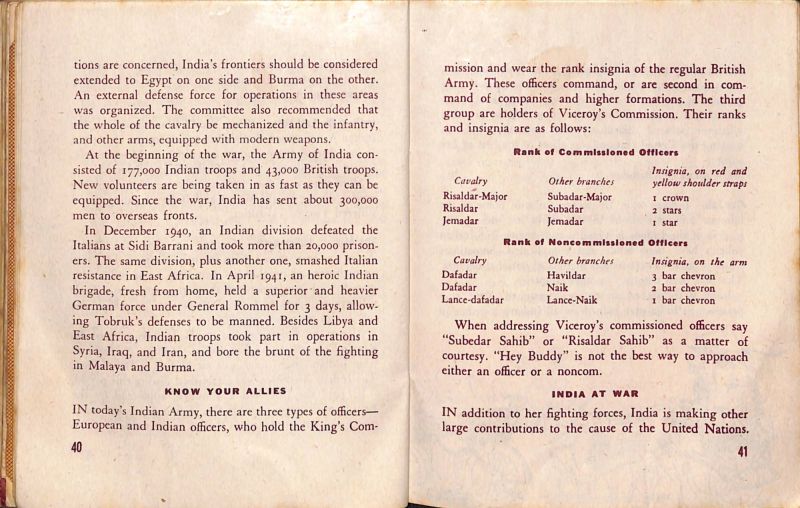 tions are concerned, India's frontiers should be considered
extended to Egypt on one side and Burma on the other.
An external defense force for operations in these areas
was organized. The committee also recommended that
the whole of the cavalry be mechanized and the infantry,
and other arms, equipped with modern weapons.
At the beginning of the war, the Army of India con-
sisted of 177,000 Indian troops and 43,000 British troops.
New volunteers are being taken in as fast as they can be
equipped. Since the war, India has sent about 300,000
men to overseas fronts.
In December 1940, an Indian division defeated the
Italians at Sidi Barrani and took more than 20,000 prison-
ers. The same division, plus another one, smashed Italian
resistance in East Africa. In April 1941, an heroic Indian
brigade, fresh from home, held a superior and heavier
German force under General Rommel for 3 days, allow-
ing Tobruk's defenses to be manned. Besides Libya and
East Africa, Indian troops took part in operations in
Syria, Iraq, and Iran, and bore the brunt of the fighting
in Malaya and Burma.
KNOW YOUR ALLIES
IN today's Indian Army, there are three types of officers—
European and Indian officers, who hold the King's Com-
40
mission and wear the rank insignia of the regular British
Army. These officers command, or are second in com-
mand of companies and higher formations. The third
group are holders of Viceroy's Commission. Their ranks
and insignia are as follows:
Rank of Commissioned Officers
Cavalry Other branches Insignia, on red and
yellow shoulder straps
Risaldar-Major Subadar-Major 1 crown
Risaldar Subadar 2 stars
Jemadar Jemadar 1 star
Rank of Noncommissioned Officers
Cavalry Other branches Insignia, on the arm
Dafadar Havildar 3 bar chevron
Dafadar Naik 2 bar chevron
Lance-dafadar Lance-Naik 1 bar chevron
When addressing Viceroy's commissioned officers say
"Subedar Sahib" or "Risaldar Sahib" as a matter of
courtesy. "Hey Buddy" is not the best way to approach
either an officer or a noncom.
INDIA AT WAR
IN addition to her fighting forces, India is making other
large contributions to the cause of the United Nations.
41